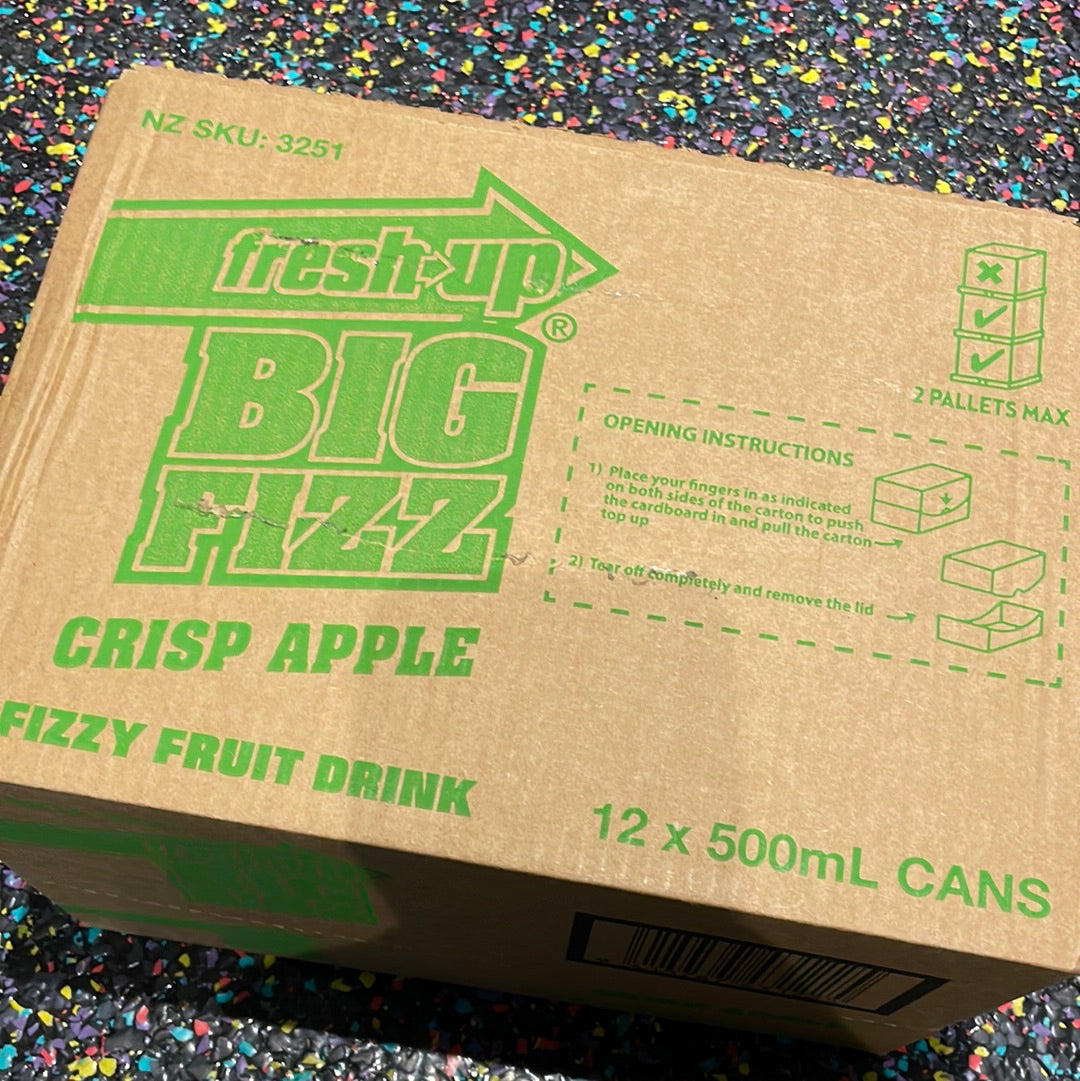 NZ SKU: 3251
fresh up
BIG
FIZZ
®
CRISP APPLE
FIZZY FRUIT DRINK
2 PALLETS MAX
OPENING INSTRUCTIONS
1) Place your fingers in as indicated
on both sides of the carton to push
the cardboard in and pull the carton
top up
2) Tear off completely and remove the lid
12 x 500mL CANS